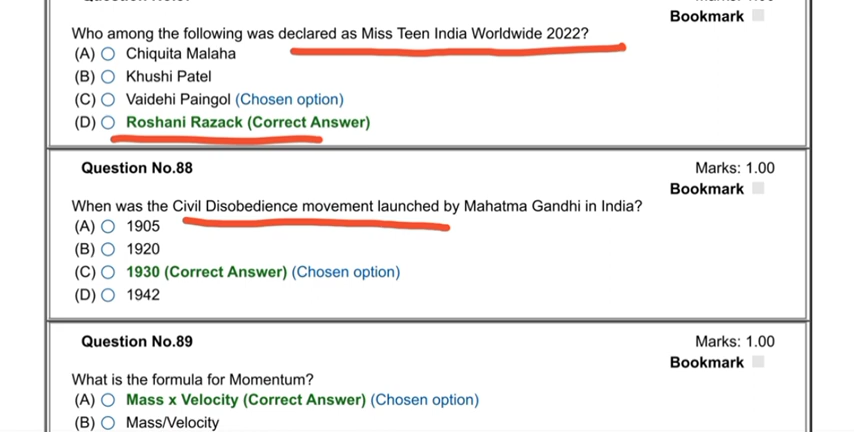 Bookmark
Who among the following was declared as Miss Teen India Worldwide 2022?
(A) Chiquita Malaha
(B) Khushi Patel
(C) Vaidehi Paingol (Chosen option)
(D) Roshani Razack (Correct Answer)
Question No.88 Marks: 1.00
Bookmark
When was the Civil Disobedience movement launched by Mahatma Gandhi in India?
(A) 1905
(B) 1920
(C) 1930 (Correct Answer) (Chosen option)
(D) 1942
Question No.89 Marks: 1.00
Bookmark
What is the formula for Momentum?
(A) Mass x Velocity (Correct Answer) (Chosen option)
(B) Mass/Velocity